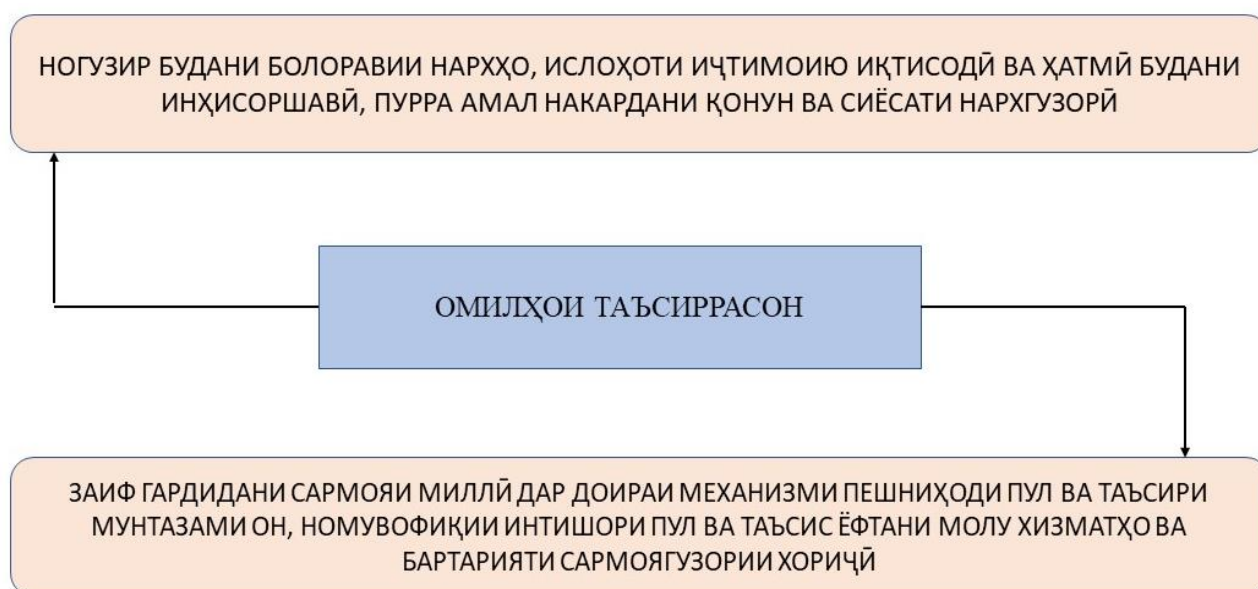 НОГУЗИР БУДАНИ БОЛОРАВИИ НАРХҲО, ИСЛОҲОТИ ИҶТИМОИЮ ИҚТИСОДӢ ВА ҲАТМӢ БУДАНИ
ИНҲИСОРШАВӢ, ПУРРА АМАЛ НАКАРДАНИ ҚОНУН ВА СИЁСАТИ НАРХГУЗОРӢ
ОМИЛҲОИ ТАЪСИРРАСОН
ЗАИФ ГАРДИДАНИ САРМОЯИ МИЛЛӢ ДАР ДОИРАИ МЕХАНИЗМИ ПЕШНИҲОДИ ПУЛ ВА ТАЪСИРИ
МУНТАЗАМИ ОН, НОМУВОФИҚИИ ИНТИШОРИ ПУЛ ВА ТАЪСИС ЁФТАНИ МОЛУ ХИЗМАТҲО ВА
БАРТАРИЯТИ САРМОЯГУЗОРИИ ХОРИҶӢ